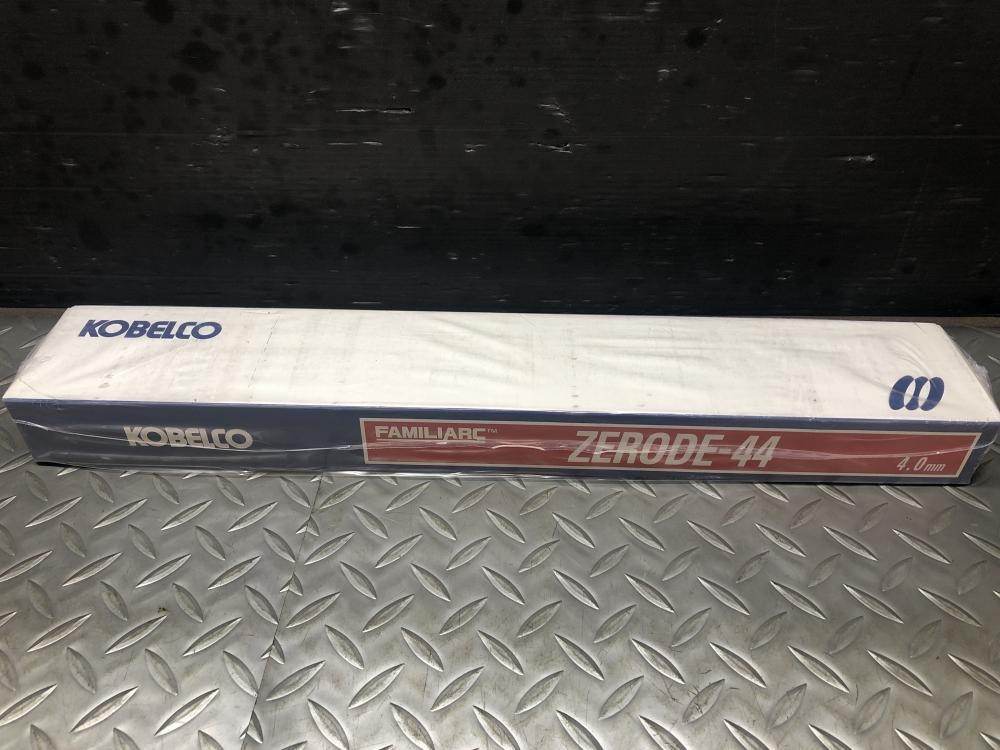 KOBELCO
KOBELCO
FAMILIARC™
ZERODE-44
4.0mm